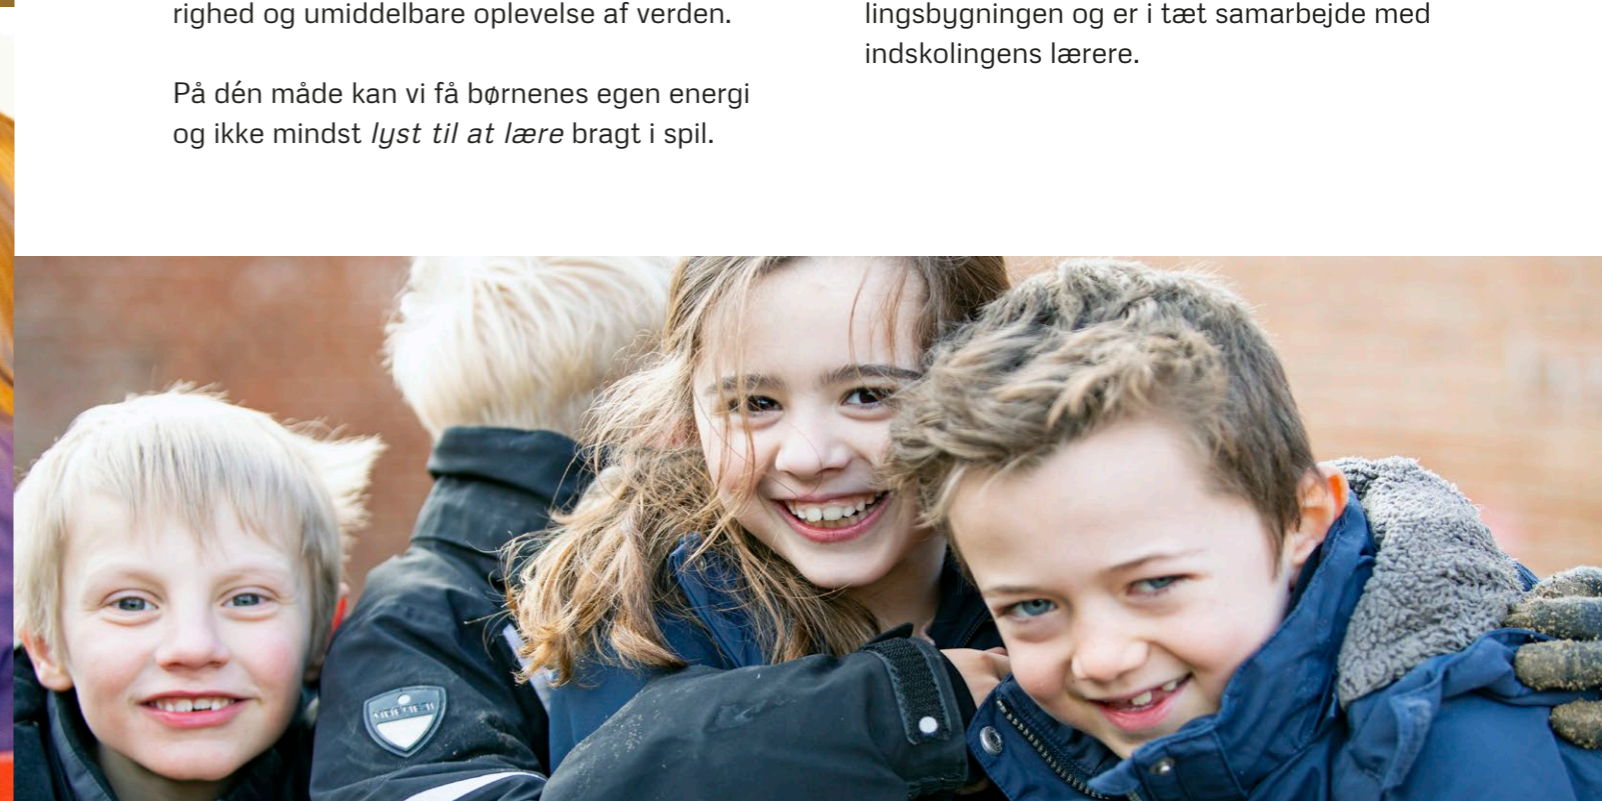 righed og umiddelbare oplevelse af verden.
På dén måde kan vi få børnenes egen energi
og ikke mindst lyst til at lære bragt i spil.
lingsbygningen og er i tæt samarbejde med
indskolingens lærere.